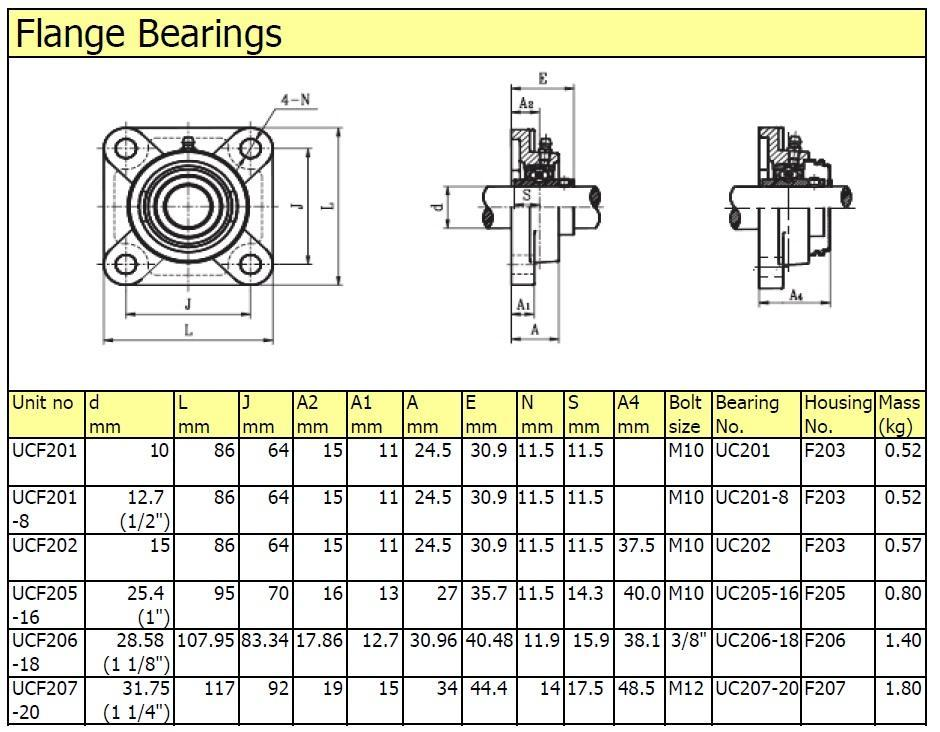 Flange Bearings
4-N
J
L
J
L
E
A2
S
d
A1
A
A4
Unit no d L J A2 A1 A E N S A4 Bolt Bearing Housing Mass
mm mm mm mm mm mm mm mm mm mm size No. No. (kg)
UCF201 10 86 64 15 11 24.5 30.9 11.5 11.5 M10 UC201 F203 0.52
UCF201 12.7 86 64 15 11 24.5 30.9 11.5 11.5 M10 UC201-8 F203 0.52
-8 (1/2")
UCF202 15 86 64 15 11 24.5 30.9 11.5 11.5 37.5 M10 UC202 F203 0.57
UCF205 25.4 95 70 16 13 27 35.7 11.5 14.3 40.0 M10 UC205-16 F205 0.80
-16 (1")
UCF206 28.58 107.95 83.34 17.86 12.7 30.96 40.48 11.9 15.9 38.1 3/8" UC206-18 F206 1.40
-18 (1 1/8")
UCF207 31.75 117 92 19 15 34 44.4 14 17.5 48.5 M12 UC207-20 F207 1.80
-20 (1 1/4")